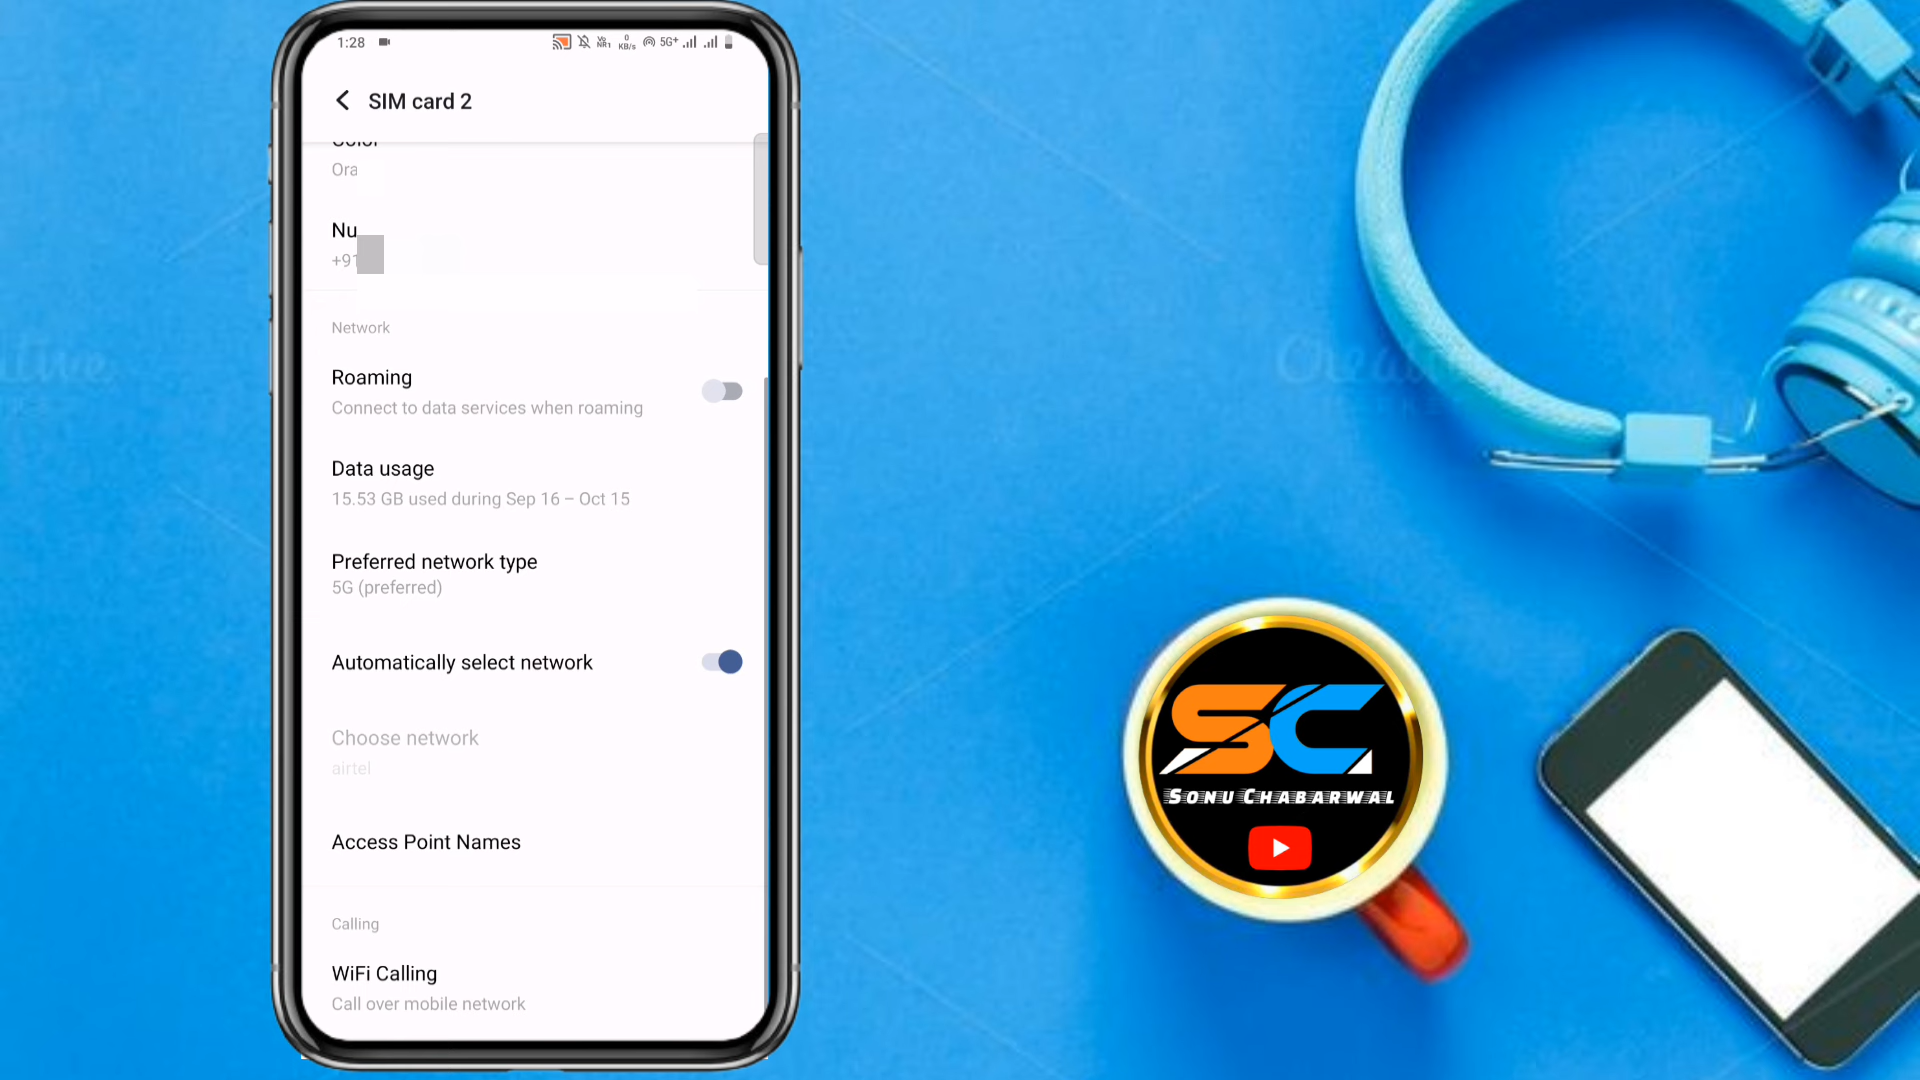 1:28
5G+
KB/s
SIM card 2
Color
Ora
Nu
+91
Network
Roaming
Connect to data services when roaming
Data usage
15.53 GB used during Sep 16 – Oct 15
Preferred network type
5G (preferred)
Automatically select network
Choose network
airtel
Access Point Names
Calling
WiFi Calling
Call over mobile network
SC
SONU CHABARWAL